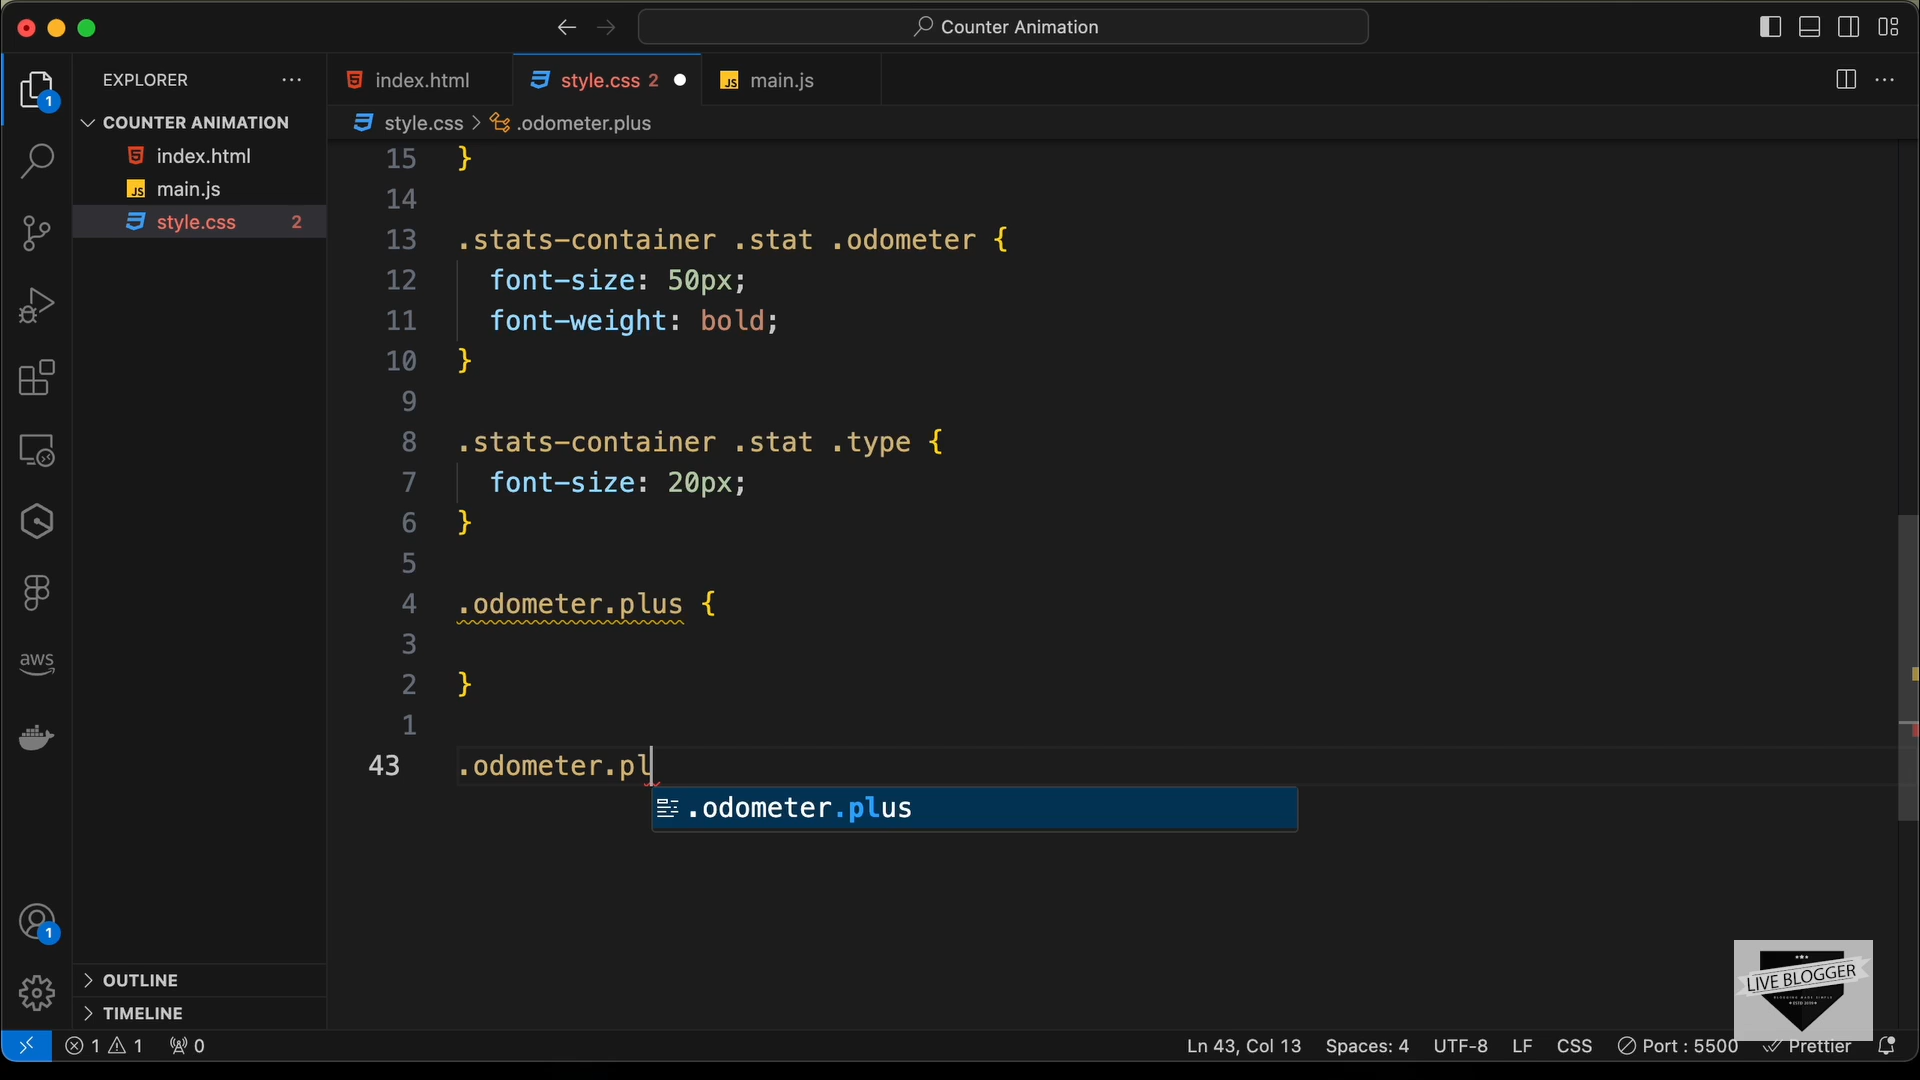 Counter Animation
EXPLORER
COUNTER ANIMATION
index.html
main.js
style.css 2
index.html
style.css 2
main.js
style.css > .odometer.plus
15 }
14
13 .stats-container .stat .odometer {
12 font-size: 50px;
11 font-weight: bold;
10 }
9
8 .stats-container .stat .type {
7 font-size: 20px;
6 }
5
4 .odometer.plus {
3
2 }
1
43 .odometer.pl
.odometer.plus
aws
1
1
OUTLINE
TIMELINE
1 1 0
Ln 43, Col 13 Spaces: 4 UTF-8 LF CSS Port : 5500 Prettier
LIVE BLOGGER